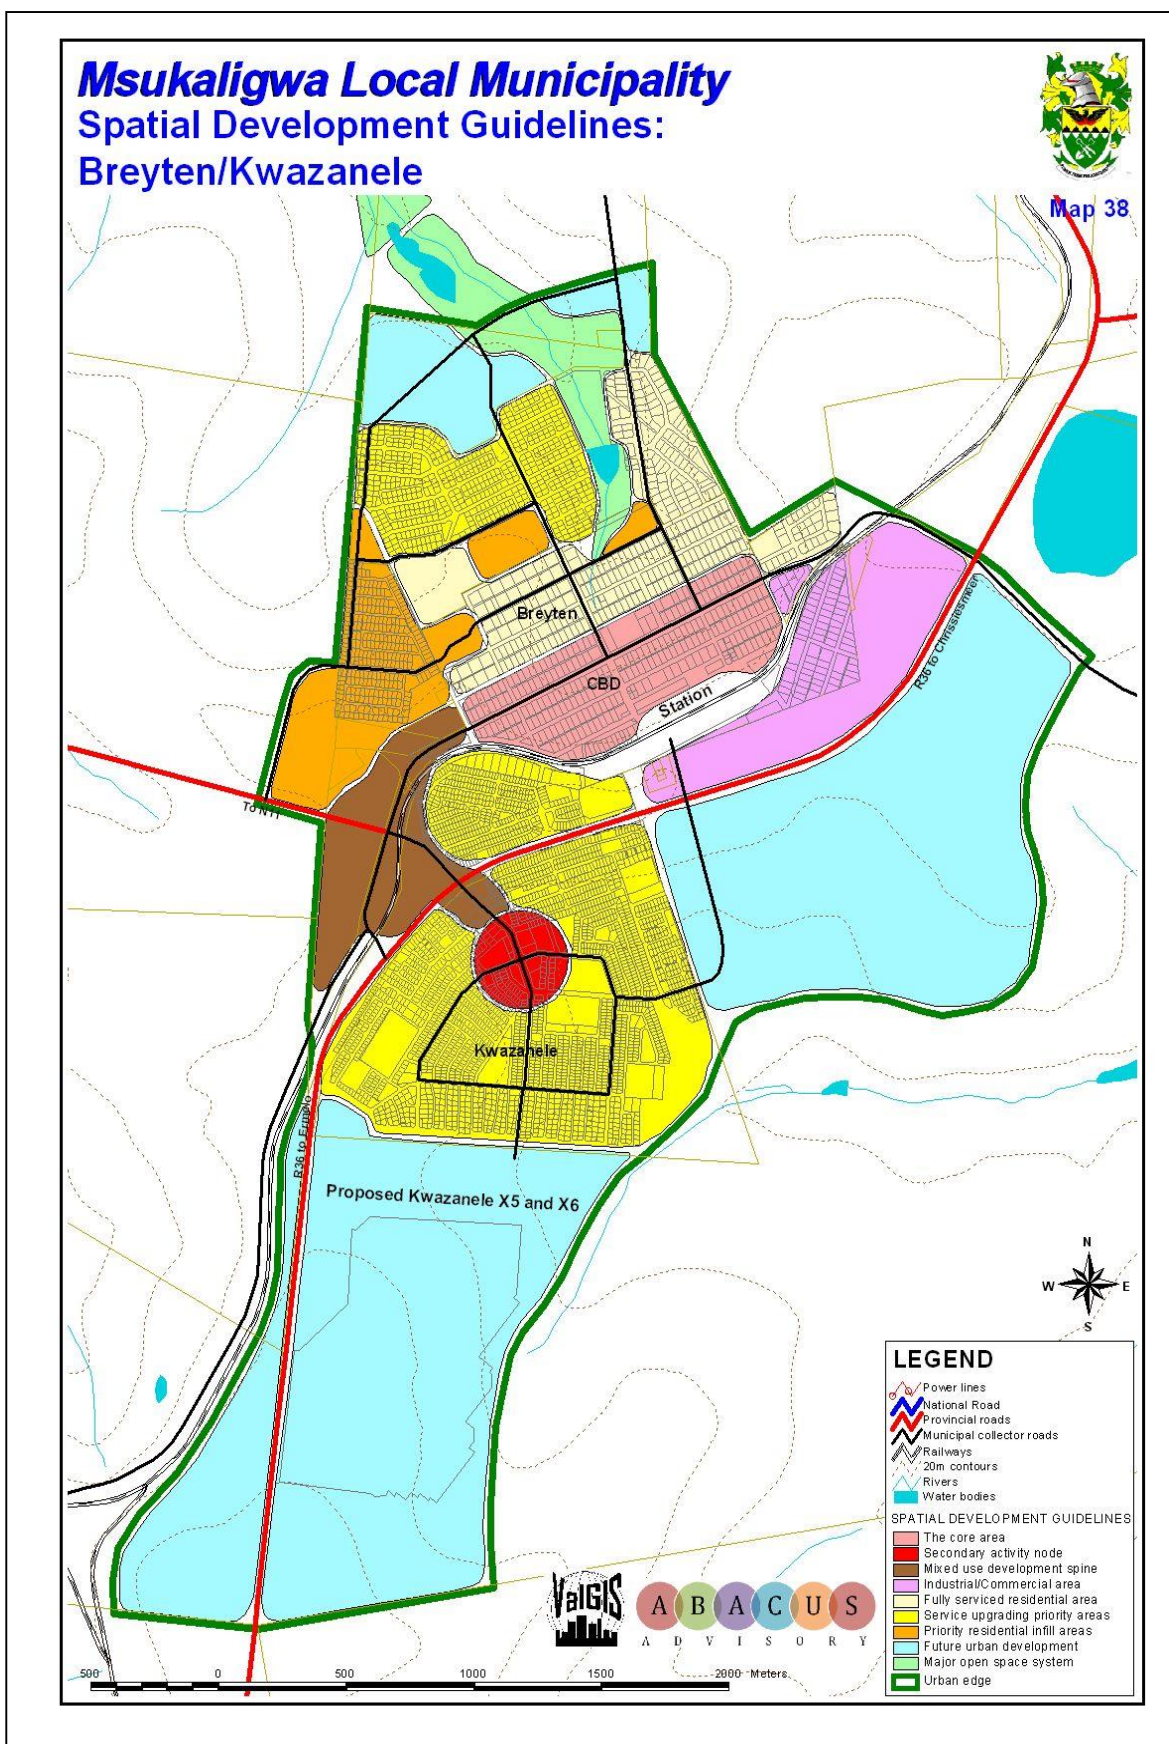 Msukaligwa Local Municipality
Spatial Development Guidelines:
Breyten/Kwazanele
Map 38
Breyten
CBD
Station
R36 to Chrissiesmeer
To N11
Kwazanele
R36 to Ermelo
Proposed Kwazanele X5 and X6
N
W E
S
LEGEND
Power lines
National Road
Provincial roads
Municipal collector roads
Railways
20m contours
Rivers
Water bodies
SPATIAL DEVELOPMENT GUIDELINES
The core area
Secondary activity node
Mixed use development spine
Industrial/Commercial area
Fully serviced residential area
Service upgrading priority areas
Priority residential infill areas
Future urban development
Major open space system
Urban edge
ValGIS
ABACUS
ADVISORY
500 0 500 1000 1500 2000 Meters